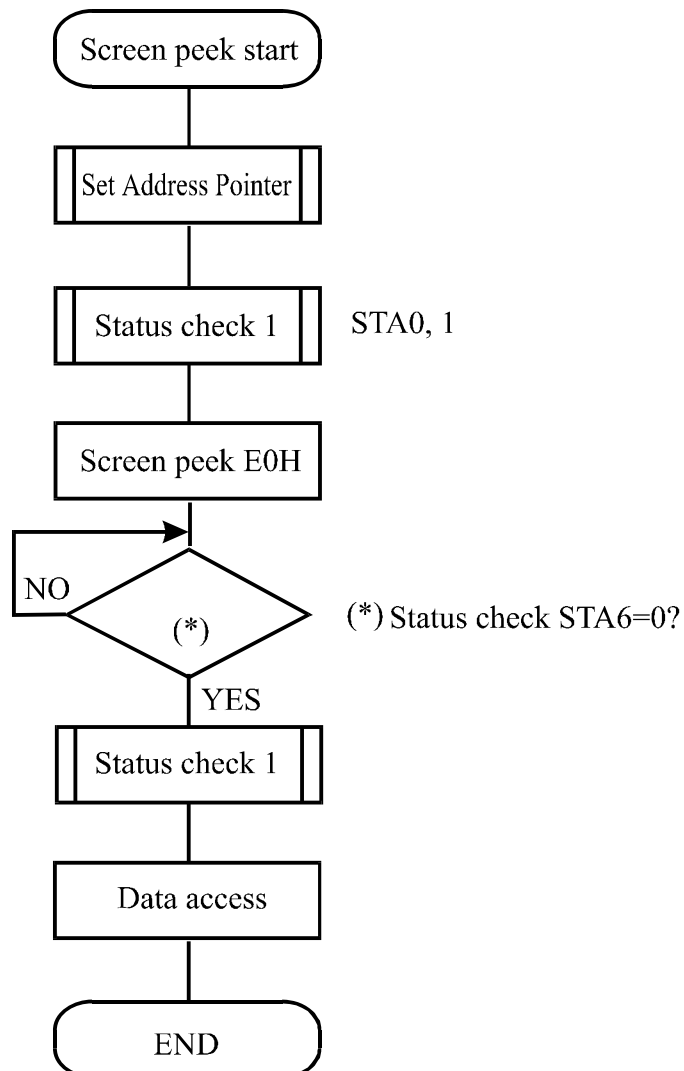 Screen peek start
Set Address Pointer
Status check 1
STA0, 1
Screen peek E0H
NO
(*)
(*) Status check STA6=0?
YES
Status check 1
Data access
END